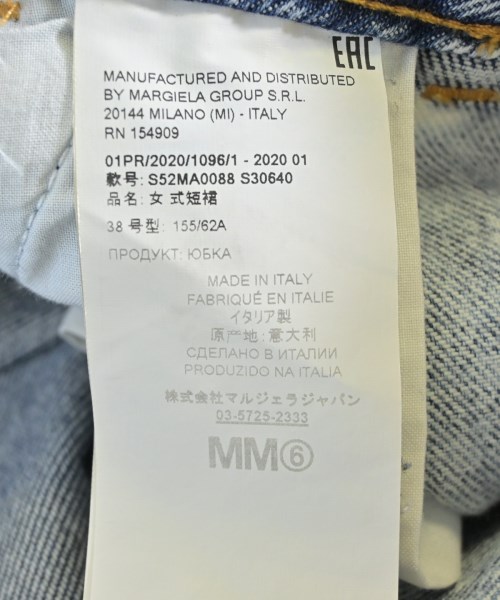 EAC
MANUFACTURED AND DISTRIBUTED
BY MARGIELA GROUP S.R.L.
20144 MILANO (MI) - ITALY
RN 154909
01PR/2020/1096/1 - 2020 01
款号: S52MA0088 S30640
品名: 女 式短裙
38 号型: 155/62A
ПРОДУКТ: ЮБКА
MADE IN ITALY
FABRIQUÉ EN ITALIE
イタリア製
原产地: 意大利
СДЕЛАНО В ИТАЛИИ
PRODUZIDO NA ITALIA
株式会社マルジェラジャパン
03-5725-2333
MM⑥